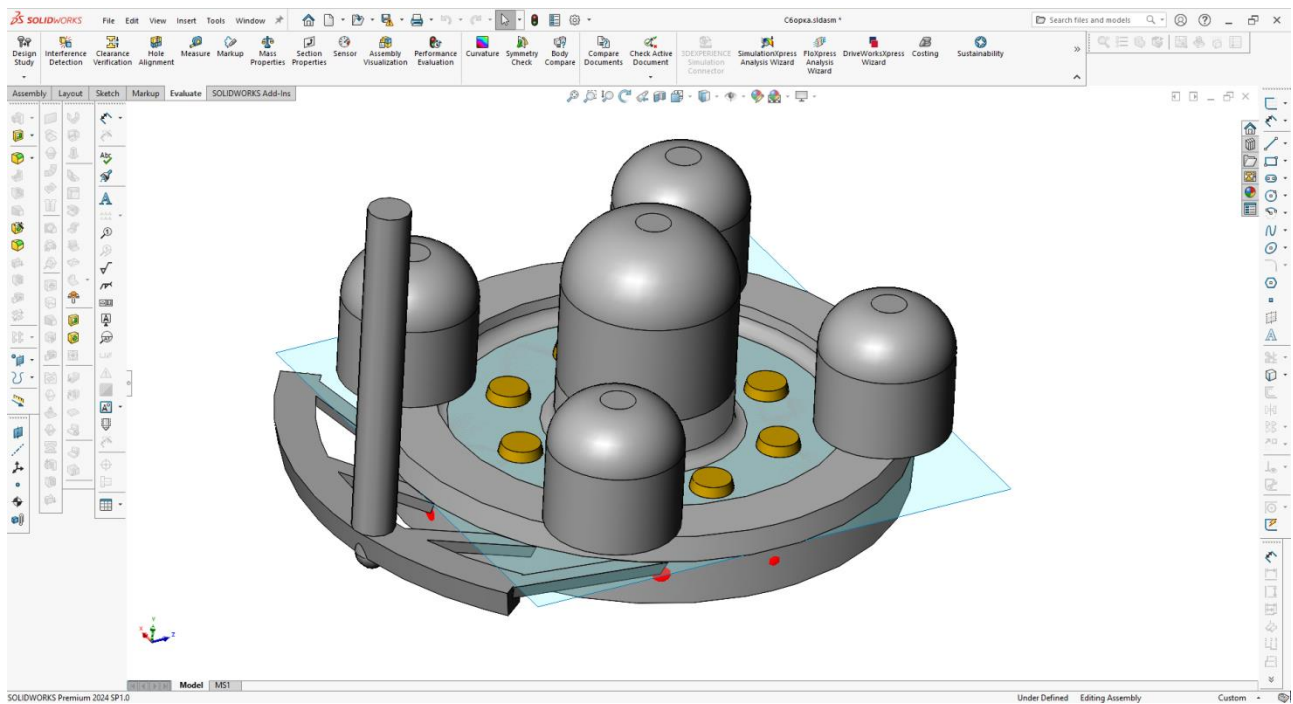 SOLIDWORKS File Edit View Insert Tools Window Сборка.sldasm * Search files and models
Design Study Interference Detection Clearance Verification Hole Alignment Measure Markup Mass Properties Section Properties Sensor Assembly Visualization Performance Evaluation Curvature Symmetry Check Body Compare Compare Documents Check Active Document 3DEXPERIENCE Simulation Connector SimulationXpress Analysis Wizard FloXpress Analysis Wizard DriveWorksXpress Wizard Costing Sustainability
Assembly Layout Sketch Markup Evaluate SOLIDWORKS Add-Ins
Model MS1
SOLIDWORKS Premium 2024 SP1.0 Under Defined Editing Assembly Custom